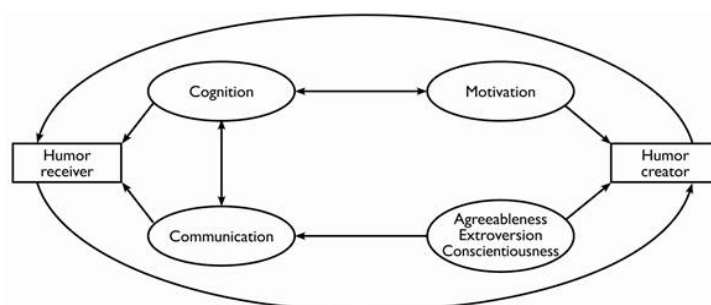 Cognition
Motivation
Humor
receiver
Humor
creator
Communication
Agreeableness
Extroversion
Conscientiousness